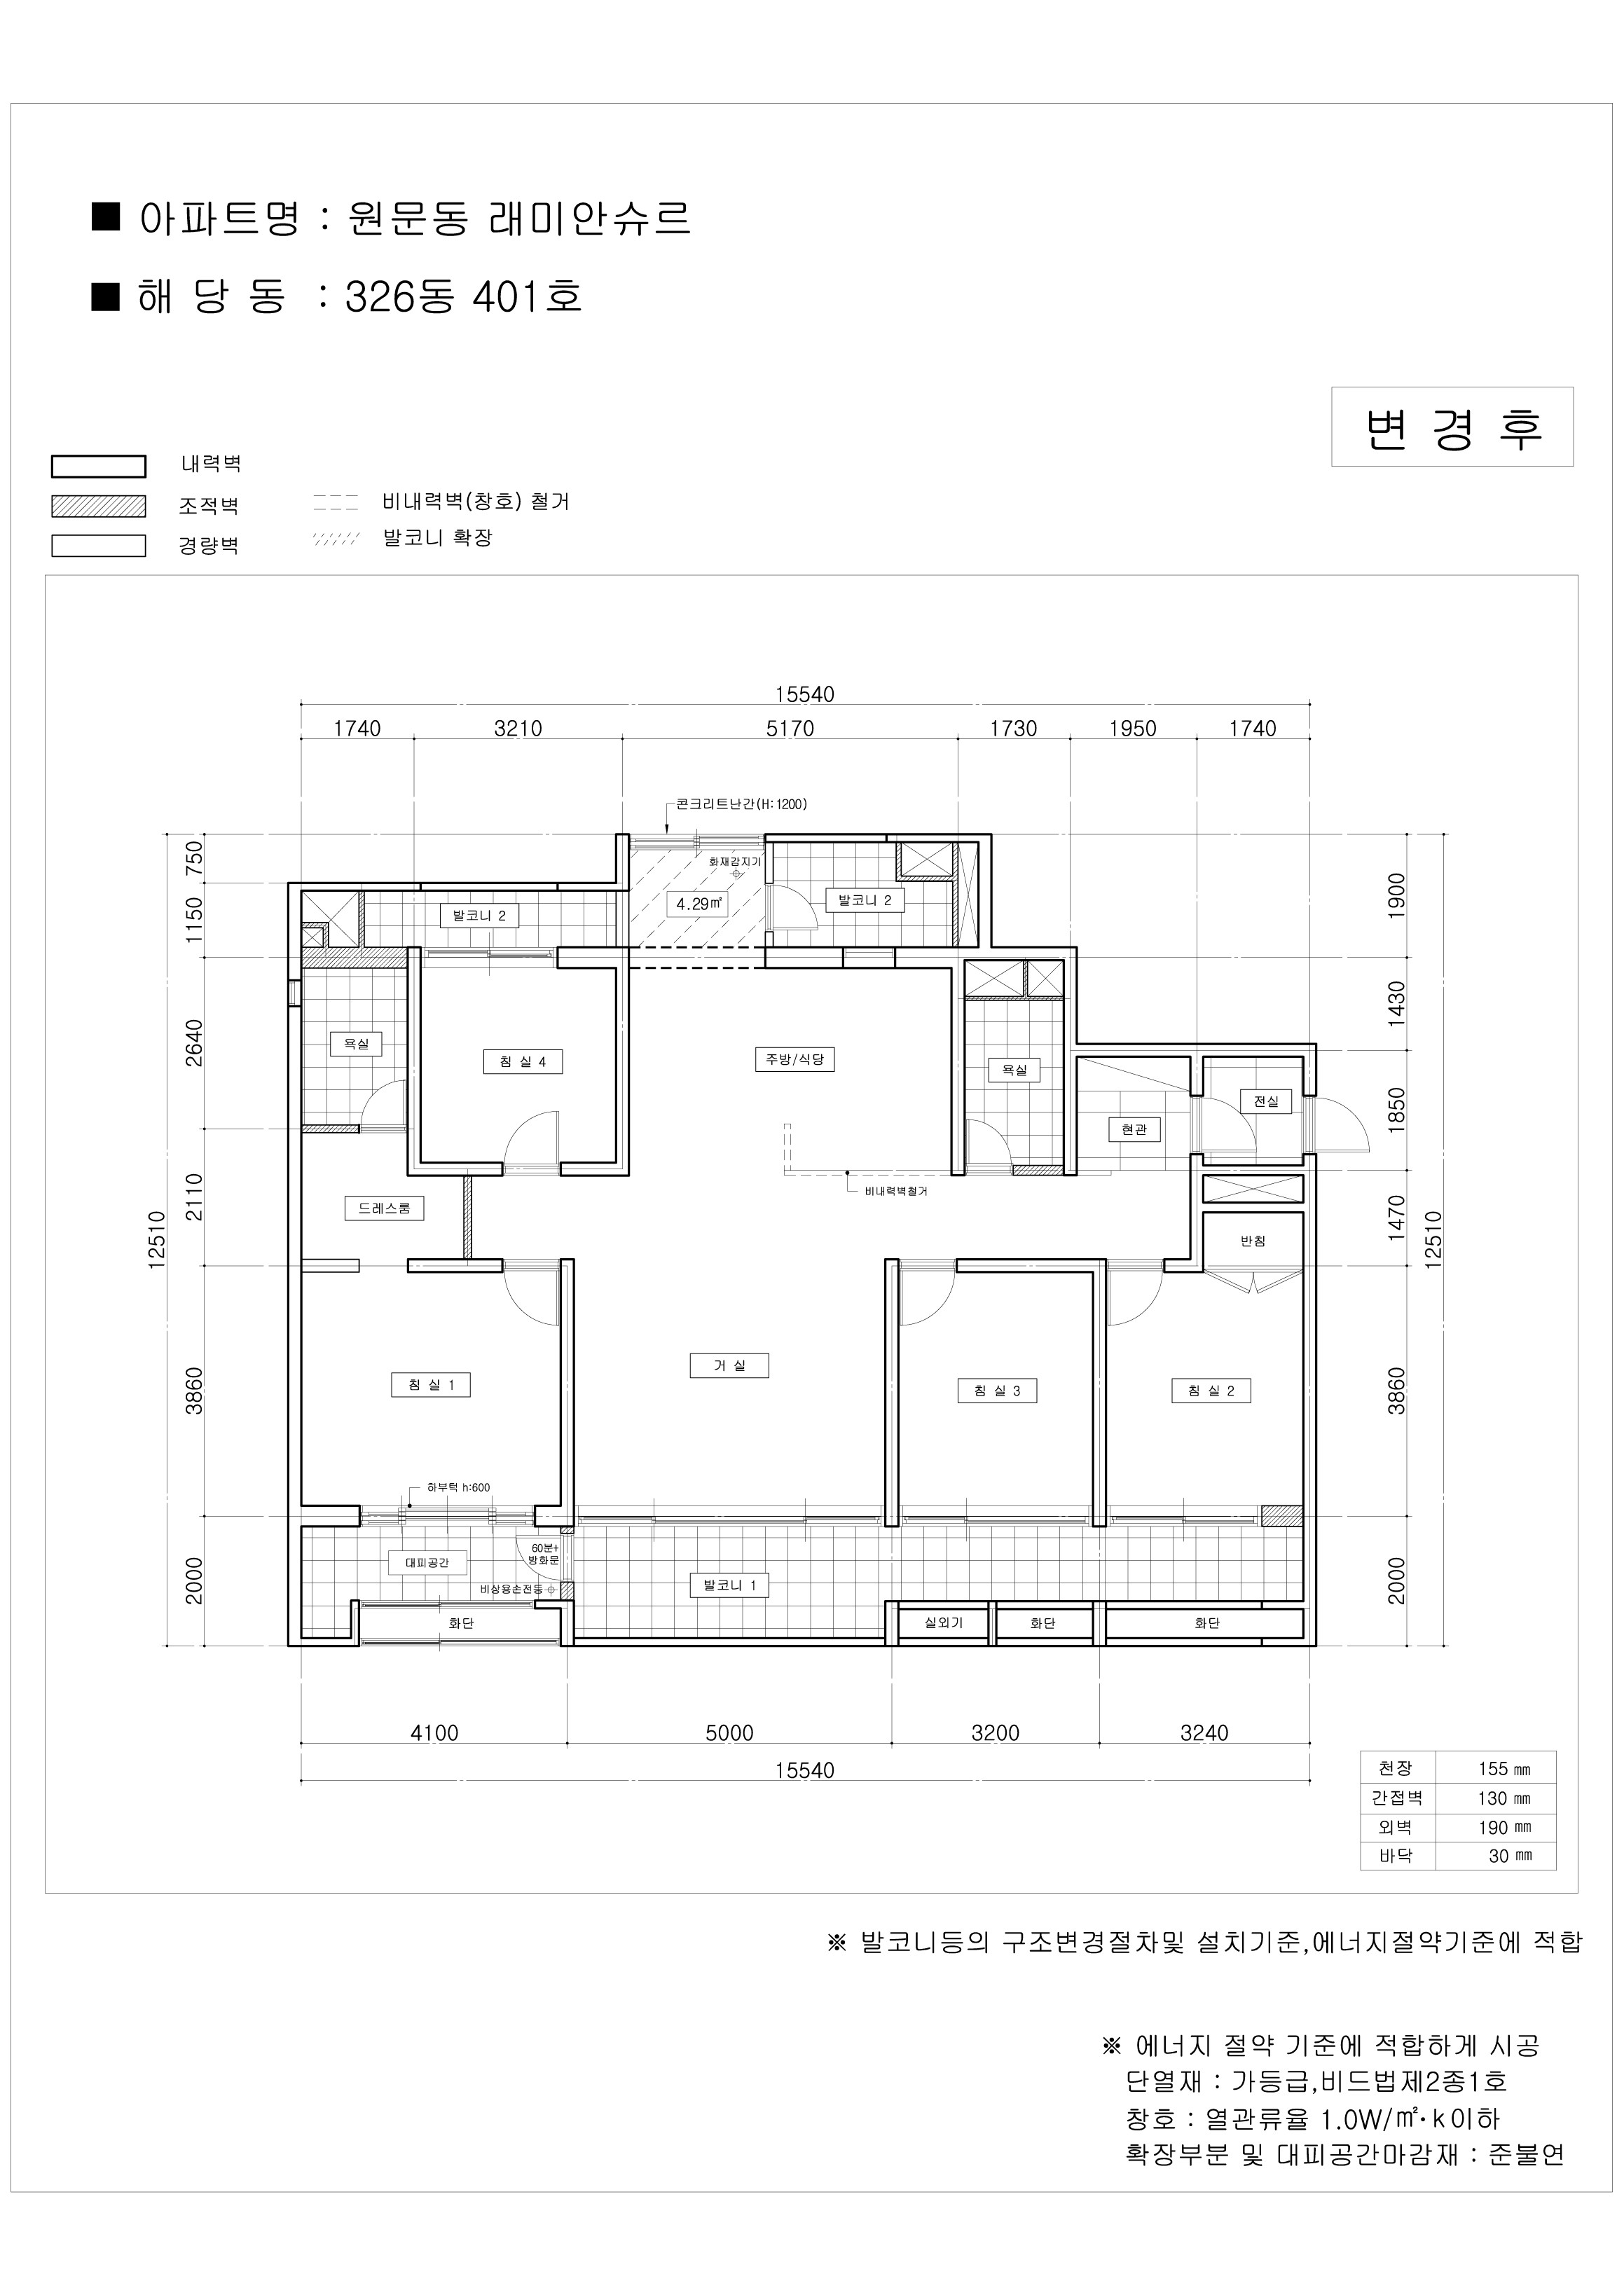 ■ 아파트명 : 원문동 래미안슈르
■ 해 당 동 : 326동 401호
변 경 후
내력벽
조적벽
경량벽
비내력벽(창호) 철거
발코니 확장
15540
1740 3210 5170 1730 1950 1740
콘크리트난간(H:1200)
화재감지기
4.29㎡
발코니 2
발코니 2
750
1150
2640
2110
3860
2000
12510
1900
1430
1850
1470
3860
2000
12510
욕실
침 실 4
주방/식당
욕실
전실
현관
비내력벽철거
드레스룸
반침
거 실
침 실 1
침 실 3
침 실 2
하부턱 h:600
대피공간
60분+
방화문
비상용손전등
발코니 1
화단
실외기
화단
화단
4100 5000 3200 3240
15540
천장 155 ㎜
간접벽 130 ㎜
외벽 190 ㎜
바닥 30 ㎜
※ 발코니등의 구조변경절차및 설치기준,에너지절약기준에 적합
※ 에너지 절약 기준에 적합하게 시공
단열재 : 가등급,비드법제2종1호
창호 : 열관류율 1.0W/㎡·k이하
확장부분 및 대피공간마감재 : 준불연